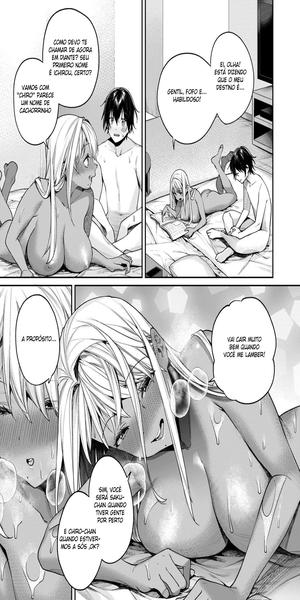 EI, OLHA!
ESTÁ DIZENDO
QUE O MEU
DESTINO É...
GENTIL, FOFO E...
HABILIDOSO!
COMO DEVO TE
CHAMAR DE AGORA
EM DIANTE? SEU
PRIMEIRO NOME
É ICHIROU, CERTO?
VAMOS COM
"CHIRO" PARECE
UM NOME DE
CACHORRINHO
VAI CAIR MUITO
BEM QUANDO
VOCÊ ME LAMBER!
A PROPÓSITO...
SIM, VOCÊ
SERÁ SAKU-
CHAN QUANDO
TIVER GENTE
POR PERTO
E CHIRO-CHAN
QUANDO ESTIVER-
MOS A SÓS ,OK?